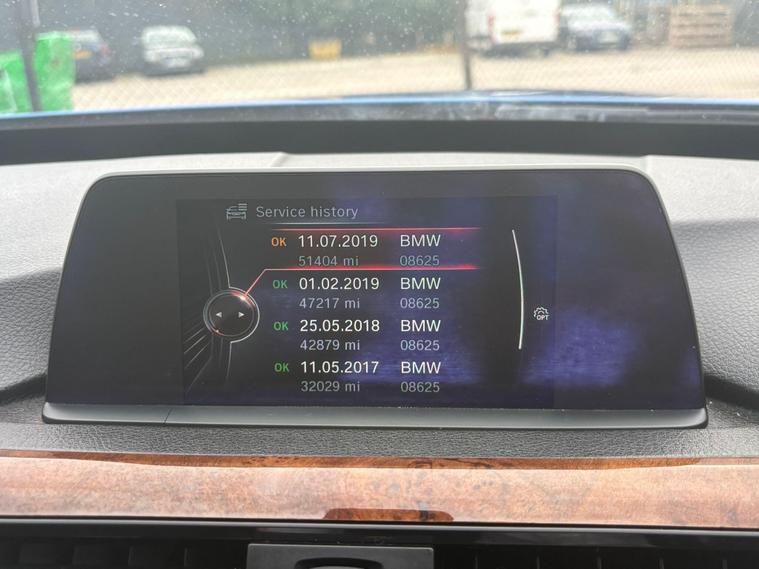 Service history
OK 11.07.2019 BMW
51404 mi 08625
OK 01.02.2019 BMW
47217 mi 08625
OK 25.05.2018 BMW
42879 mi 08625
OK 11.05.2017 BMW
32029 mi 08625
OPT